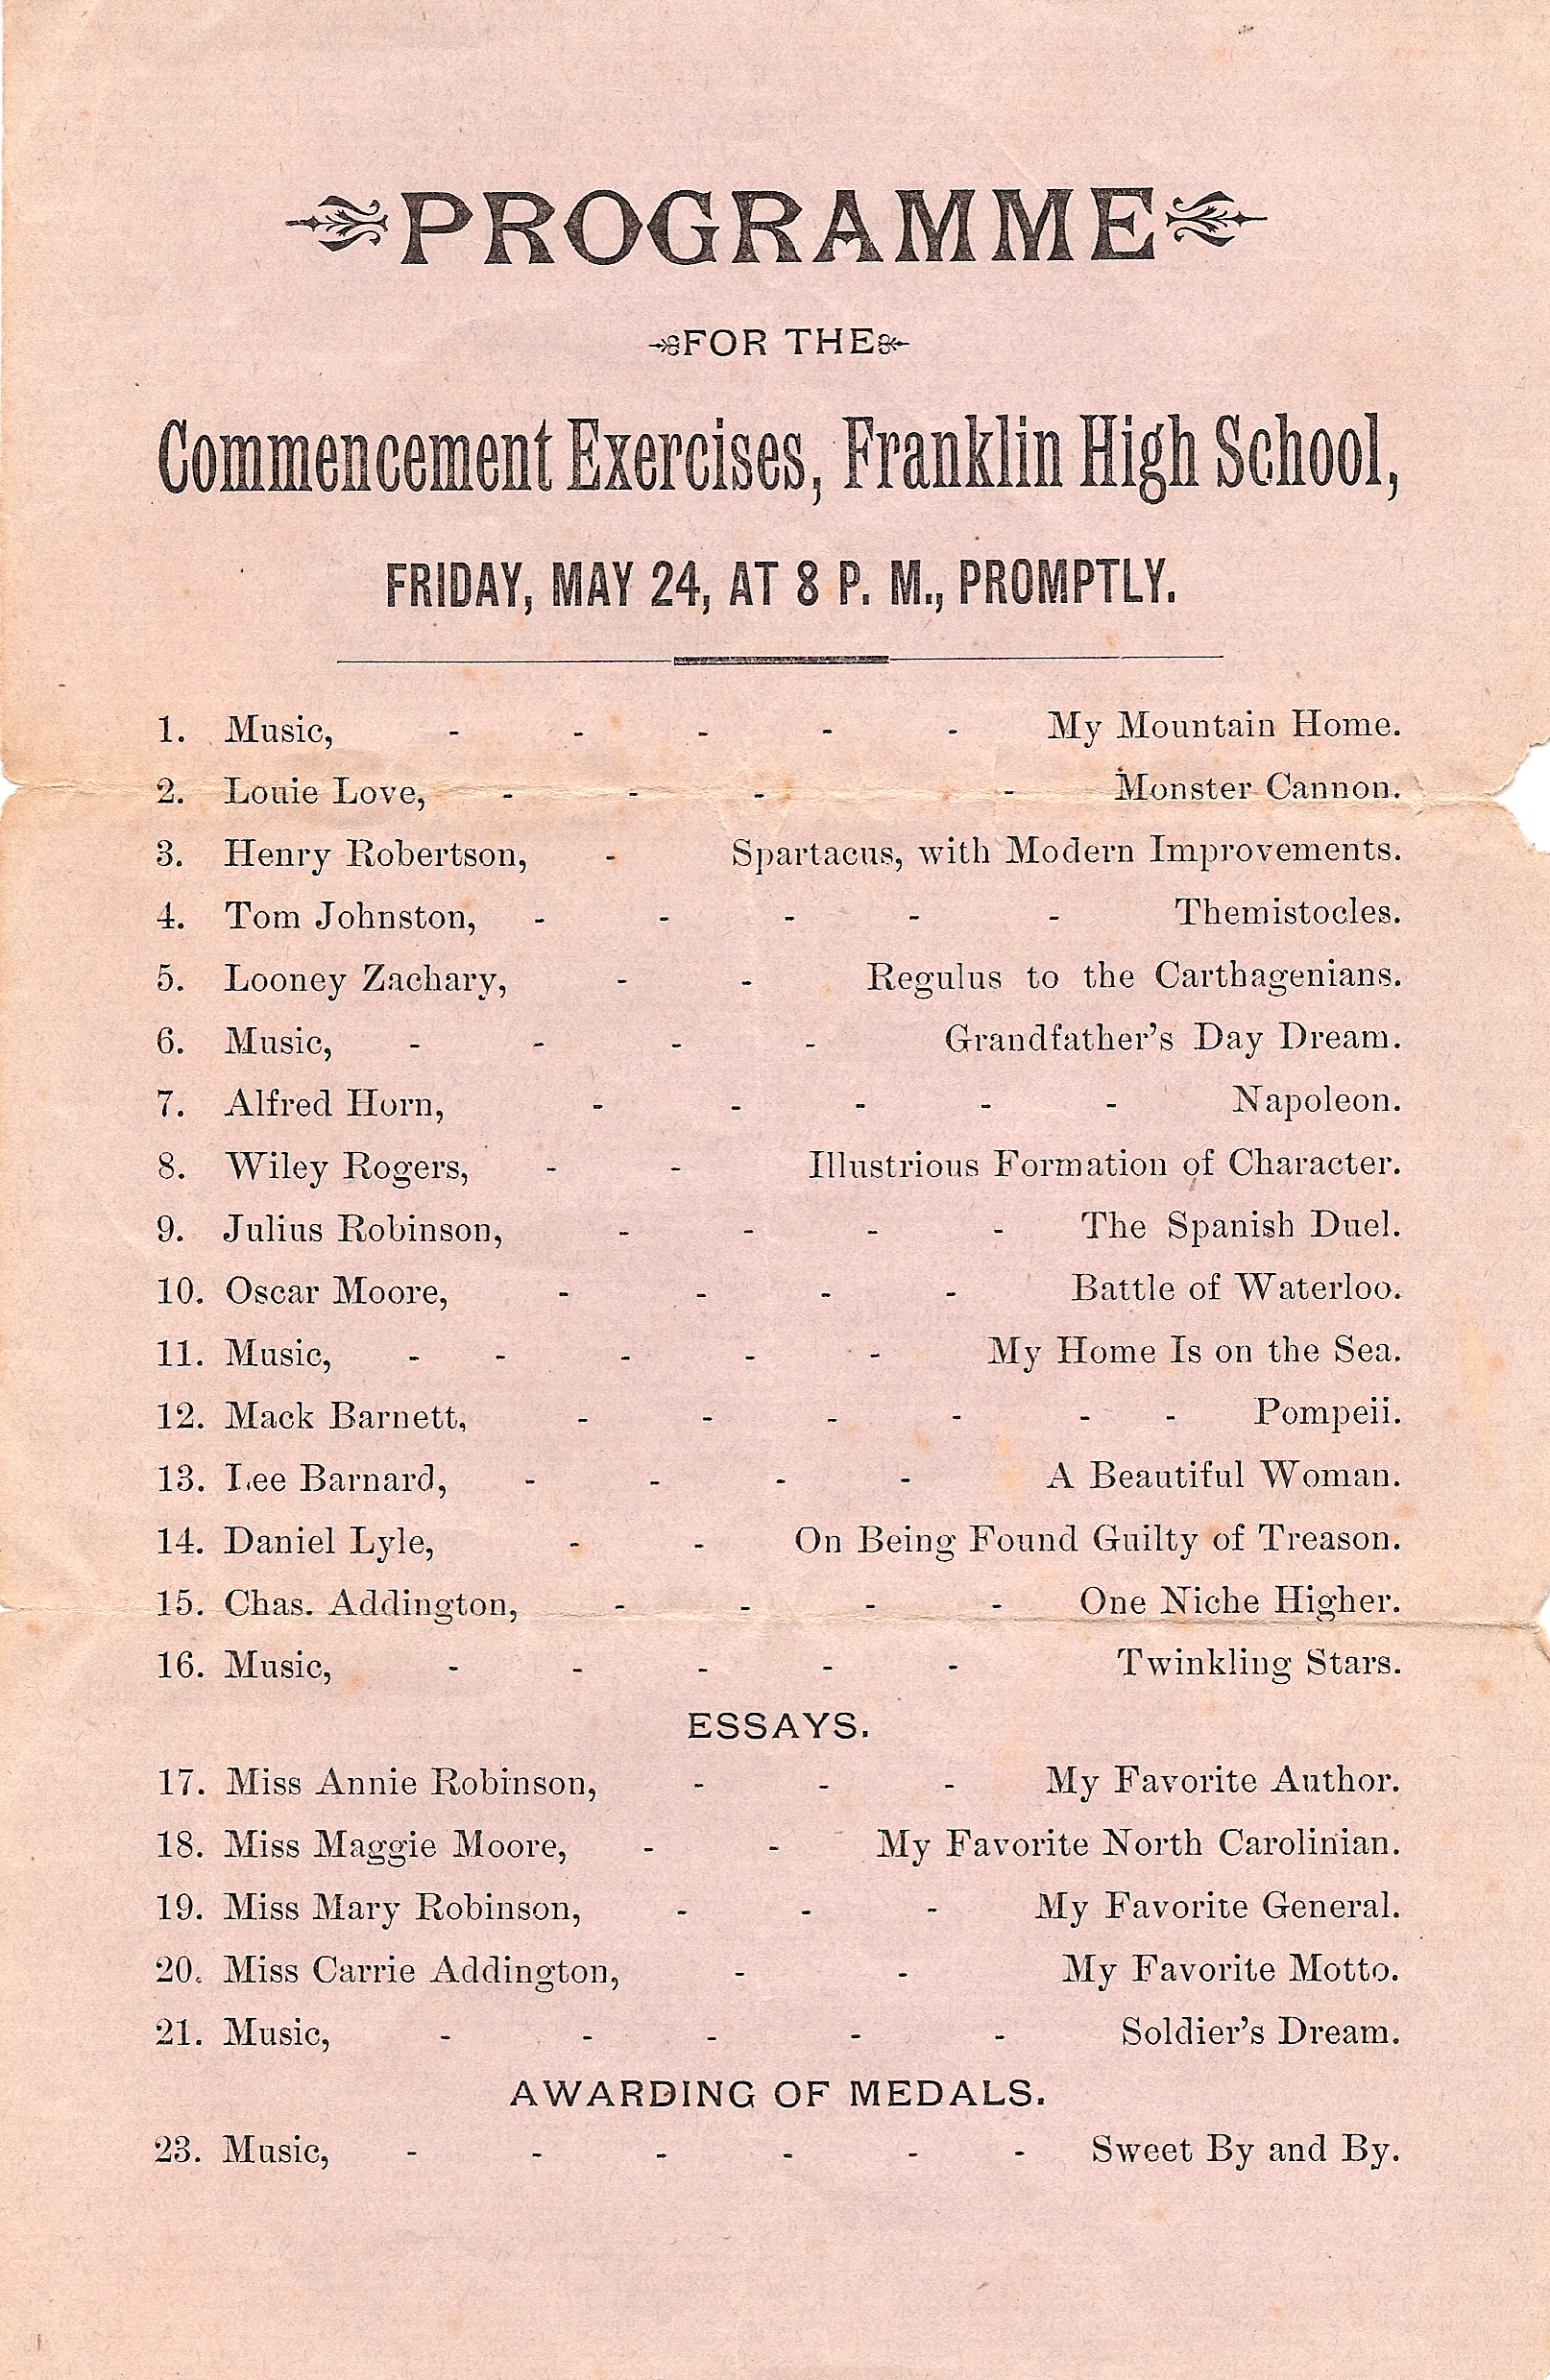 PROGRAMME
FOR THE
Commencement Exercises, Franklin High School,
FRIDAY, MAY 24, AT 8 P. M., PROMPTLY.
1. Music, - - - - - My Mountain Home.
2. Louie Love, - - - - Monster Cannon.
3. Henry Robertson, - Spartacus, with Modern Improvements.
4. Tom Johnston, - - - - - Themistocles.
5. Looney Zachary, - - Regulus to the Carthagenians.
6. Music, - - - - Grandfather's Day Dream.
7. Alfred Horn, - - - - - Napoleon.
8. Wiley Rogers, - - Illustrious Formation of Character.
9. Julius Robinson, - - - - The Spanish Duel.
10. Oscar Moore, - - - - Battle of Waterloo.
11. Music, - - - - - My Home Is on the Sea.
12. Mack Barnett, - - - - - - Pompeii.
13. Lee Barnard, - - - - A Beautiful Woman.
14. Daniel Lyle, - - On Being Found Guilty of Treason.
15. Chas. Addington, - - - - One Niche Higher.
16. Music, - - - - - Twinkling Stars.
ESSAYS.
17. Miss Annie Robinson, - - - My Favorite Author.
18. Miss Maggie Moore, - - My Favorite North Carolinian.
19. Miss Mary Robinson, - - - My Favorite General.
20. Miss Carrie Addington, - - My Favorite Motto.
21. Music, - - - - - Soldier's Dream.
AWARDING OF MEDALS.
23. Music, - - - - - - Sweet By and By.